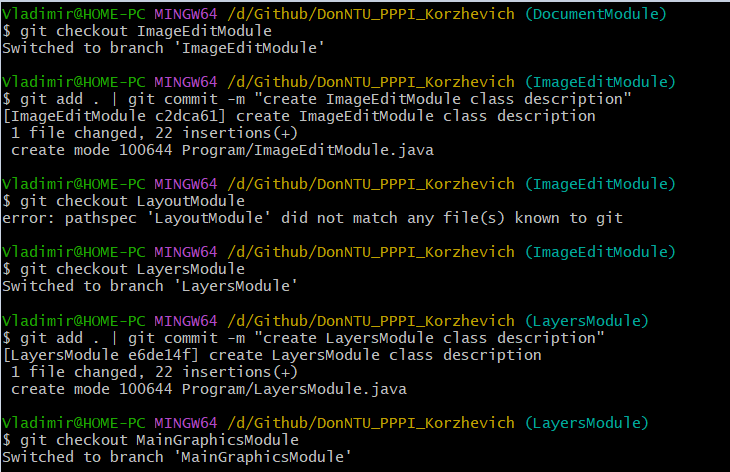 Vladimir@HOME-PC MINGW64 /d/Github/DonNTU_PPPI_Korzhevich (DocumentModule)
$ git checkout ImageEditModule
Switched to branch 'ImageEditModule'
Vladimir@HOME-PC MINGW64 /d/Github/DonNTU_PPPI_Korzhevich (ImageEditModule)
$ git add . | git commit -m "create ImageEditModule class description"
[ImageEditModule c2dca61] create ImageEditModule class description
 1 file changed, 22 insertions(+)
 create mode 100644 Program/ImageEditModule.java
Vladimir@HOME-PC MINGW64 /d/Github/DonNTU_PPPI_Korzhevich (ImageEditModule)
$ git checkout LayoutModule
error: pathspec 'LayoutModule' did not match any file(s) known to git
Vladimir@HOME-PC MINGW64 /d/Github/DonNTU_PPPI_Korzhevich (ImageEditModule)
$ git checkout LayersModule
Switched to branch 'LayersModule'
Vladimir@HOME-PC MINGW64 /d/Github/DonNTU_PPPI_Korzhevich (LayersModule)
$ git add . | git commit -m "create LayersModule class description"
[LayersModule e6de14f] create LayersModule class description
 1 file changed, 22 insertions(+)
 create mode 100644 Program/LayersModule.java
Vladimir@HOME-PC MINGW64 /d/Github/DonNTU_PPPI_Korzhevich (LayersModule)
$ git checkout MainGraphicsModule
Switched to branch 'MainGraphicsModule'